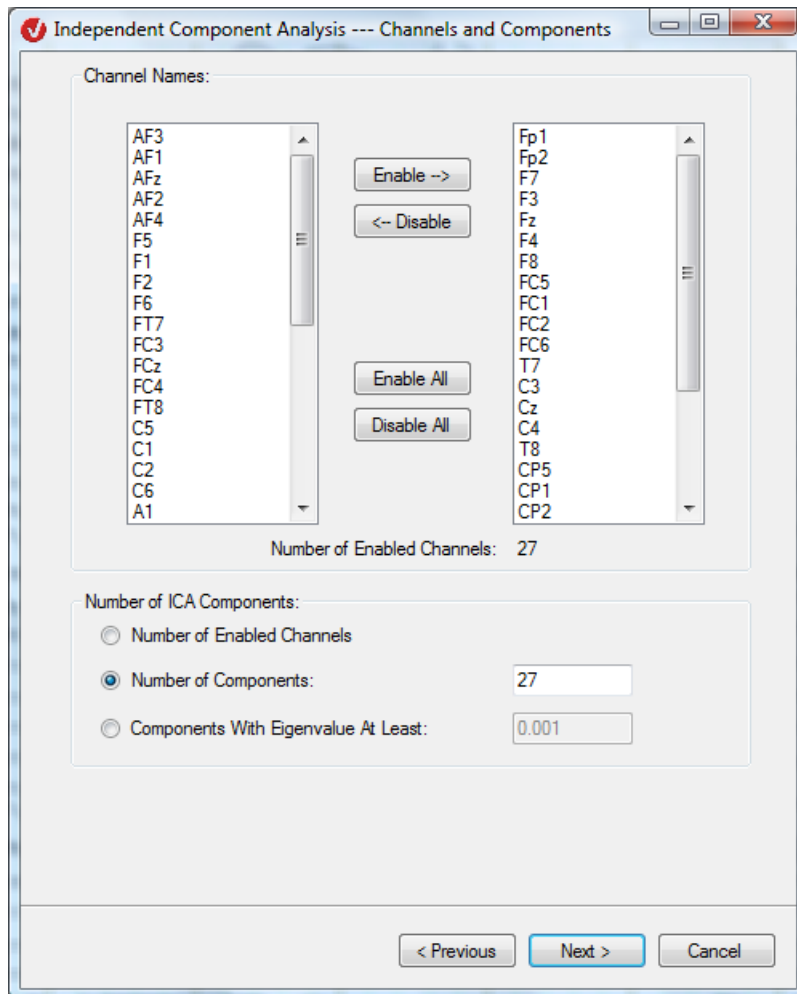 Independent Component Analysis --- Channels and Components
Channel Names:
AF3
AF1
AFz
AF2
AF4
F5
F1
F2
F6
FT7
FC3
FCz
FC4
FT8
C5
C1
C2
C6
A1
Enable -->
<-- Disable
Enable All
Disable All
Fp1
Fp2
F7
F3
Fz
F4
F8
FC5
FC1
FC2
FC6
T7
C3
Cz
C4
T8
CP5
CP1
CP2
Number of Enabled Channels: 27
Number of ICA Components:
Number of Enabled Channels
Number of Components: 27
Components With Eigenvalue At Least: 0.001
< Previous
Next >
Cancel